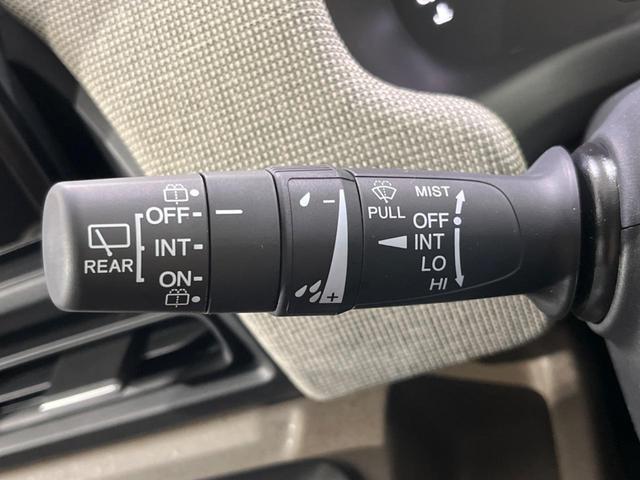 REAR
OFF
INT
ON
−
+
PULL
MIST
OFF
INT
LO
HI